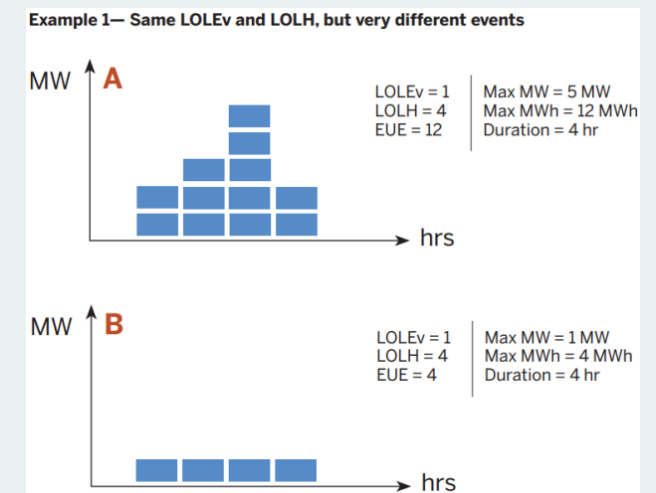 Example 1— Same LOLEv and LOLH, but very different events
MW A
LOLEv = 1
LOLH = 4
EUE = 12
Max MW = 5 MW
Max MWh = 12 MWh
Duration = 4 hr
hrs
MW B
LOLEv = 1
LOLH = 4
EUE = 4
Max MW = 1 MW
Max MWh = 4 MWh
Duration = 4 hr
hrs